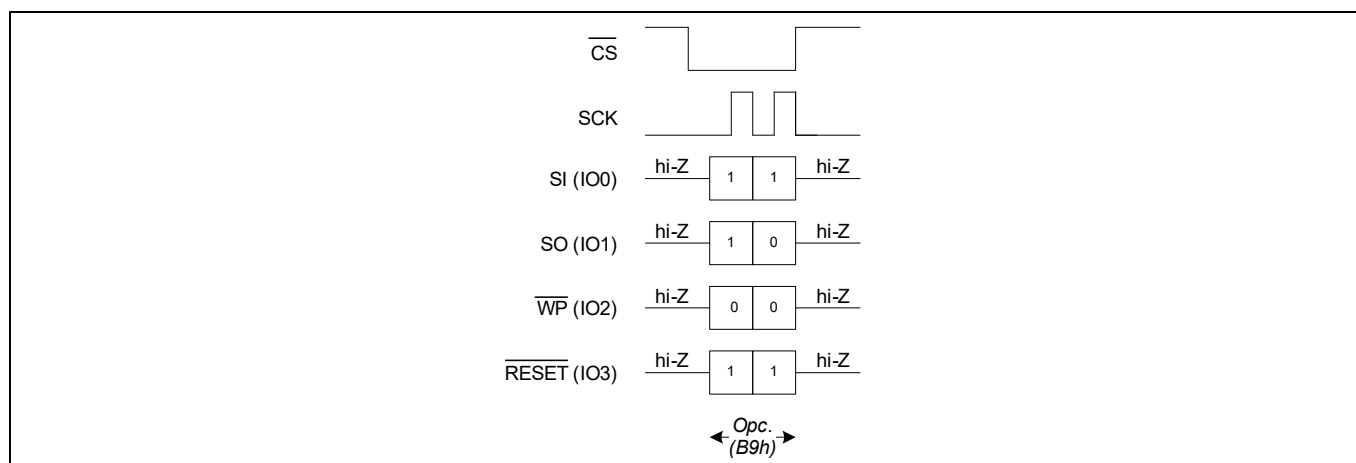 CS
SCK
SI (IO0) hi-Z 1 1 hi-Z
SO (IO1) hi-Z 1 0 hi-Z
WP (IO2) hi-Z 0 0 hi-Z
RESET (IO3) hi-Z 1 1 hi-Z
Opc.
(B9h)